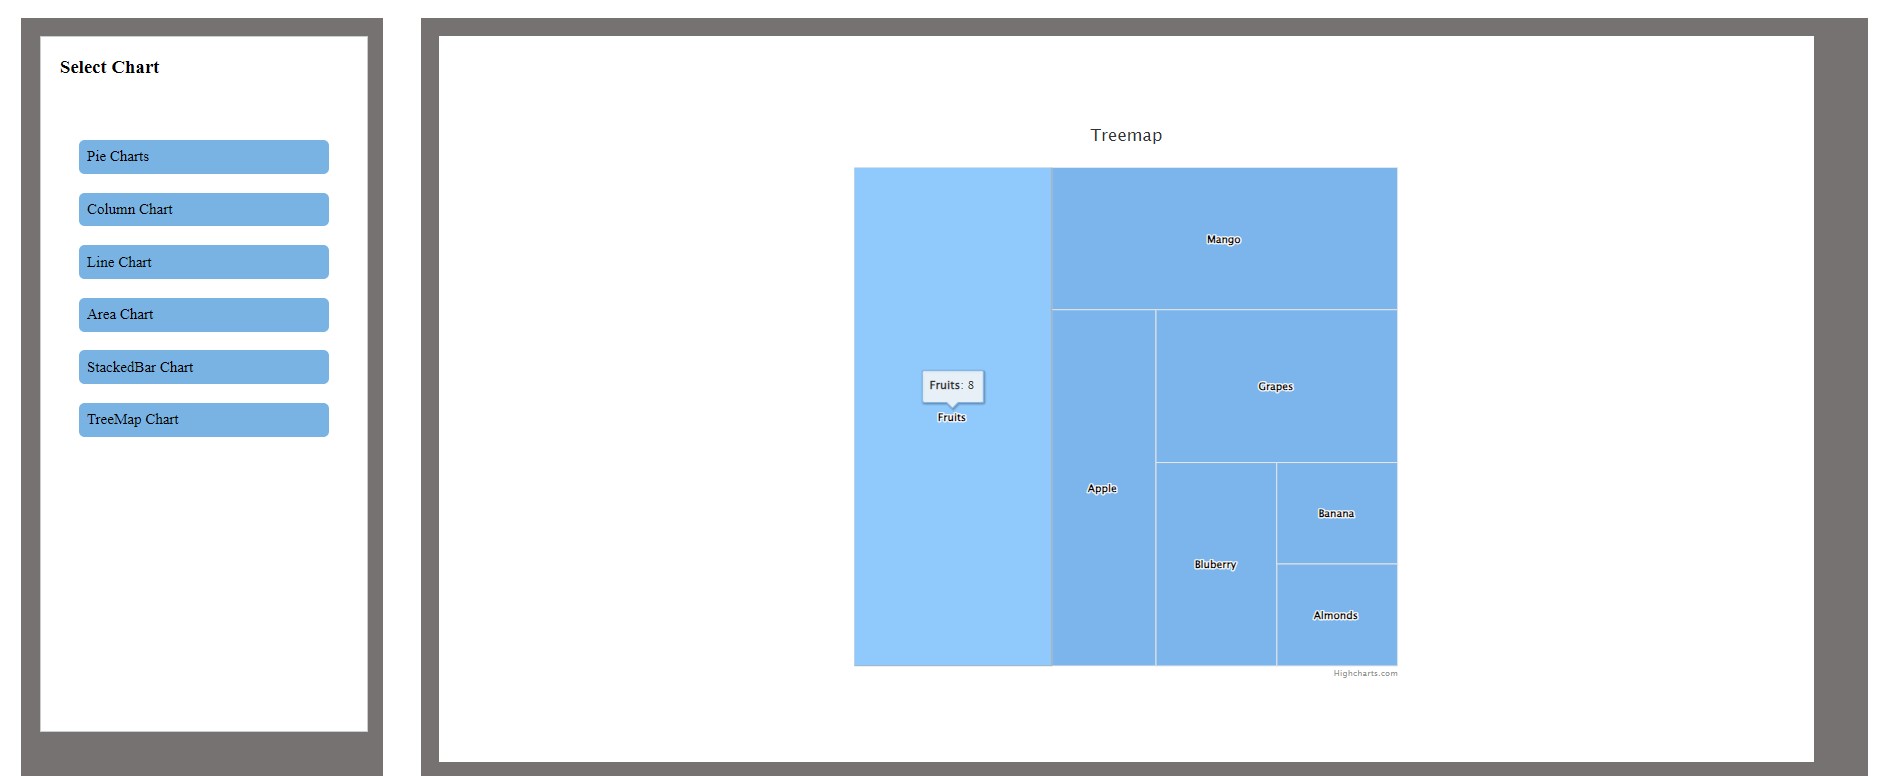 Select Chart
Pie Charts
Column Chart
Line Chart
Area Chart
StackedBar Chart
TreeMap Chart
Treemap
Mango
Fruits: 8
Fruits
Grapes
Apple
Banana
Bluberry
Almonds
Highcharts.com